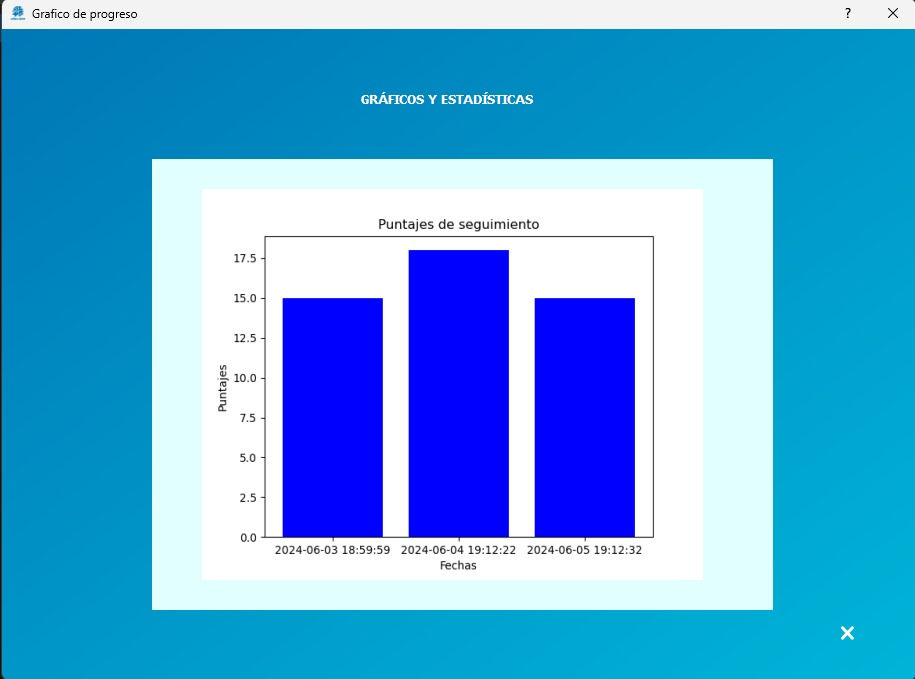 Grafico de progreso
?
GRÁFICOS Y ESTADÍSTICAS
Puntajes de seguimiento
17.5
15.0
12.5
10.0
7.5
5.0
2.5
0.0
Puntajes
2024-06-03 18:59:59 2024-06-04 19:12:22 2024-06-05 19:12:32
Fechas